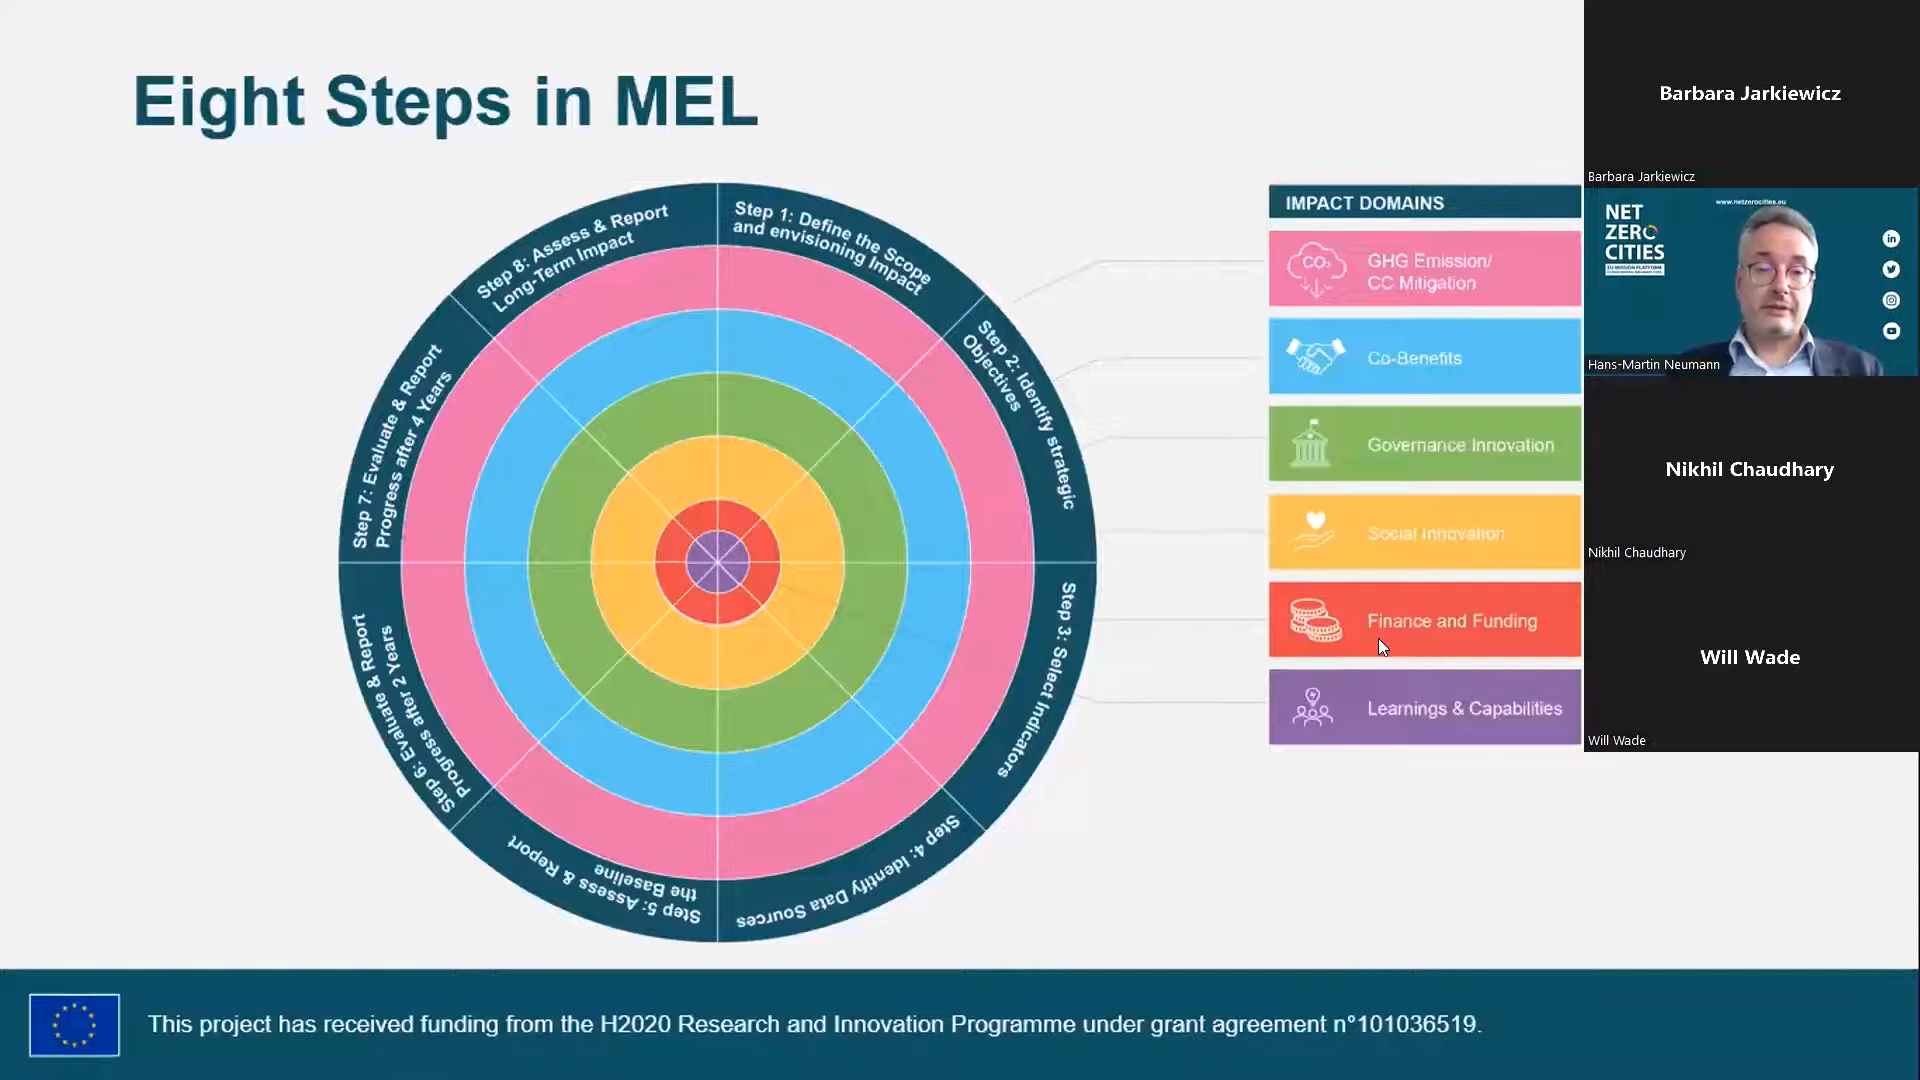 Eight Steps in MEL
Step 1: Define the Scope
and envisioning Impact
Step 2: Identify strategic
Objectives
Step 3: Select Indicators
Step 4: Identify Data Sources
Step 5: Assess & Report
the Baseline
Step 6: Evaluate & Report
Progress after 2 Years
Step 7: Evaluate & Report
Progress after 4 Years
Step 8: Assess & Report
Long-Term Impact
IMPACT DOMAINS
CO₂
GHG Emission/
CC Mitigation
Co-Benefits
Governance Innovation
Social Innovation
Finance and Funding
Learnings & Capabilities
This project has received funding from the H2020 Research and Innovation Programme under grant agreement n°101036519.
Barbara Jarkiewicz
Barbara Jarkiewicz
www.netzerocities.eu
NET
ZERO
CITIES
EU MISSION PLATFORM
in
Hans-Martin Neumann
Nikhil Chaudhary
Nikhil Chaudhary
Will Wade
Will Wade